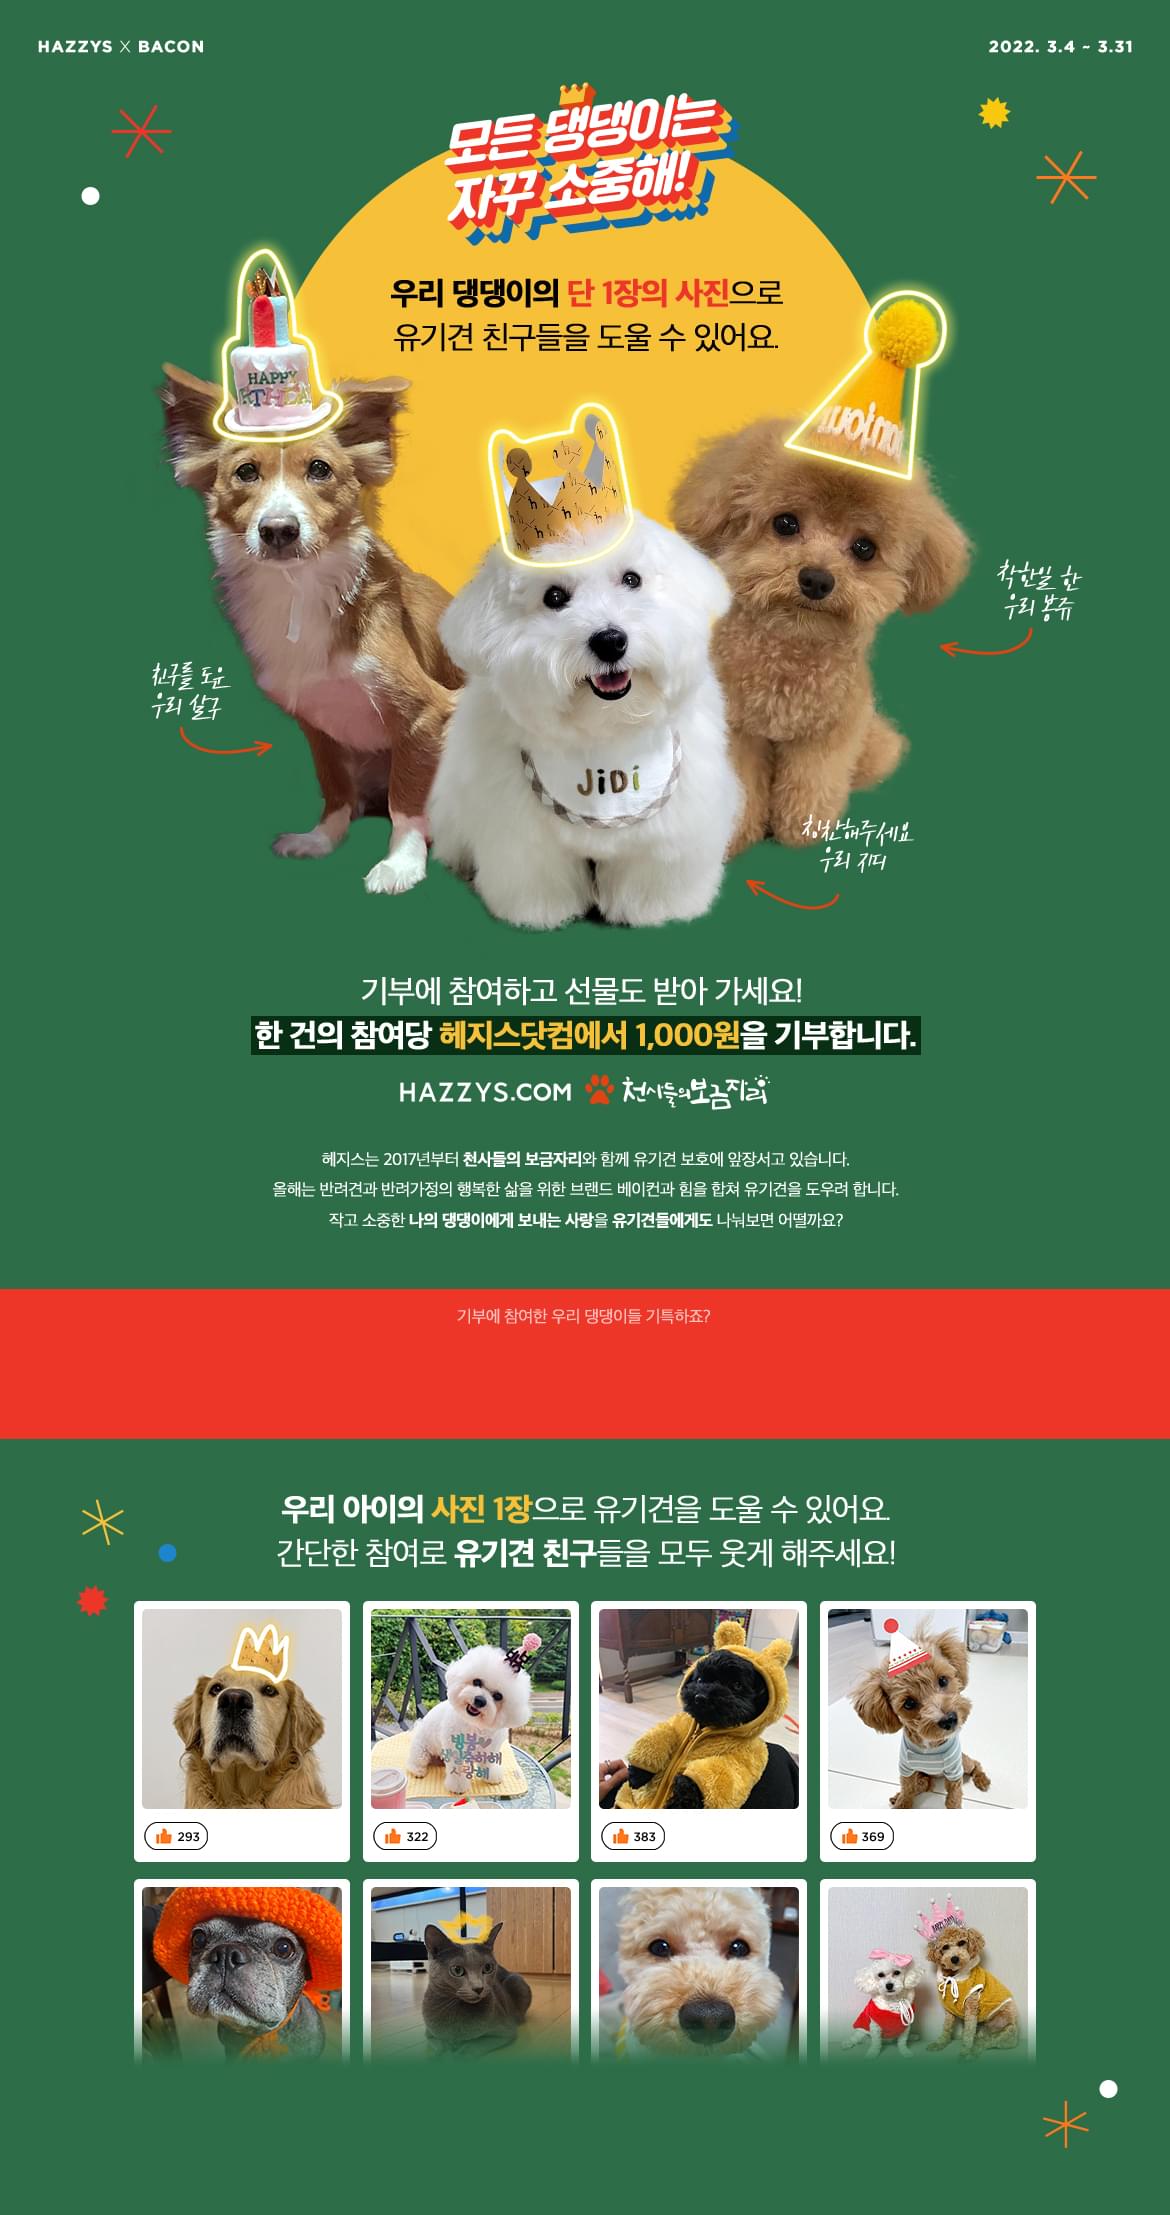 HAZZYS X BACON
2022. 3.4 ~ 3.31
모든 댕댕이는
자꾸 소중해!
우리 댕댕이의 단 1장의 사진으로
유기견 친구들을 도울 수 있어요.
HAPPY
착한일 한
우리 봉쥬
친구를 도운
우리 살구
JiDi
칭찬해주세요
우리 지디
기부에 참여하고 선물도 받아 가세요!
한 건의 참여당 헤지스닷컴에서 1,000원을 기부합니다.
HAZZYS.COM 천사들의보금자리
헤지스는 2017년부터 천사들의 보금자리와 함께 유기견 보호에 앞장서고 있습니다.
올해는 반려견과 반려가정의 행복한 삶을 위한 브랜드 베이컨과 힘을 합쳐 유기견을 도우려 합니다.
작고 소중한 나의 댕댕이에게 보내는 사랑을 유기견들에게도 나눠보면 어떨까요?
기부에 참여한 우리 댕댕이들 기특하죠?
우리 아이의 사진 1장으로 유기견을 도울 수 있어요.
간단한 참여로 유기견 친구들을 모두 웃게 해주세요!
생일축하해
사랑해
293
322
383
369